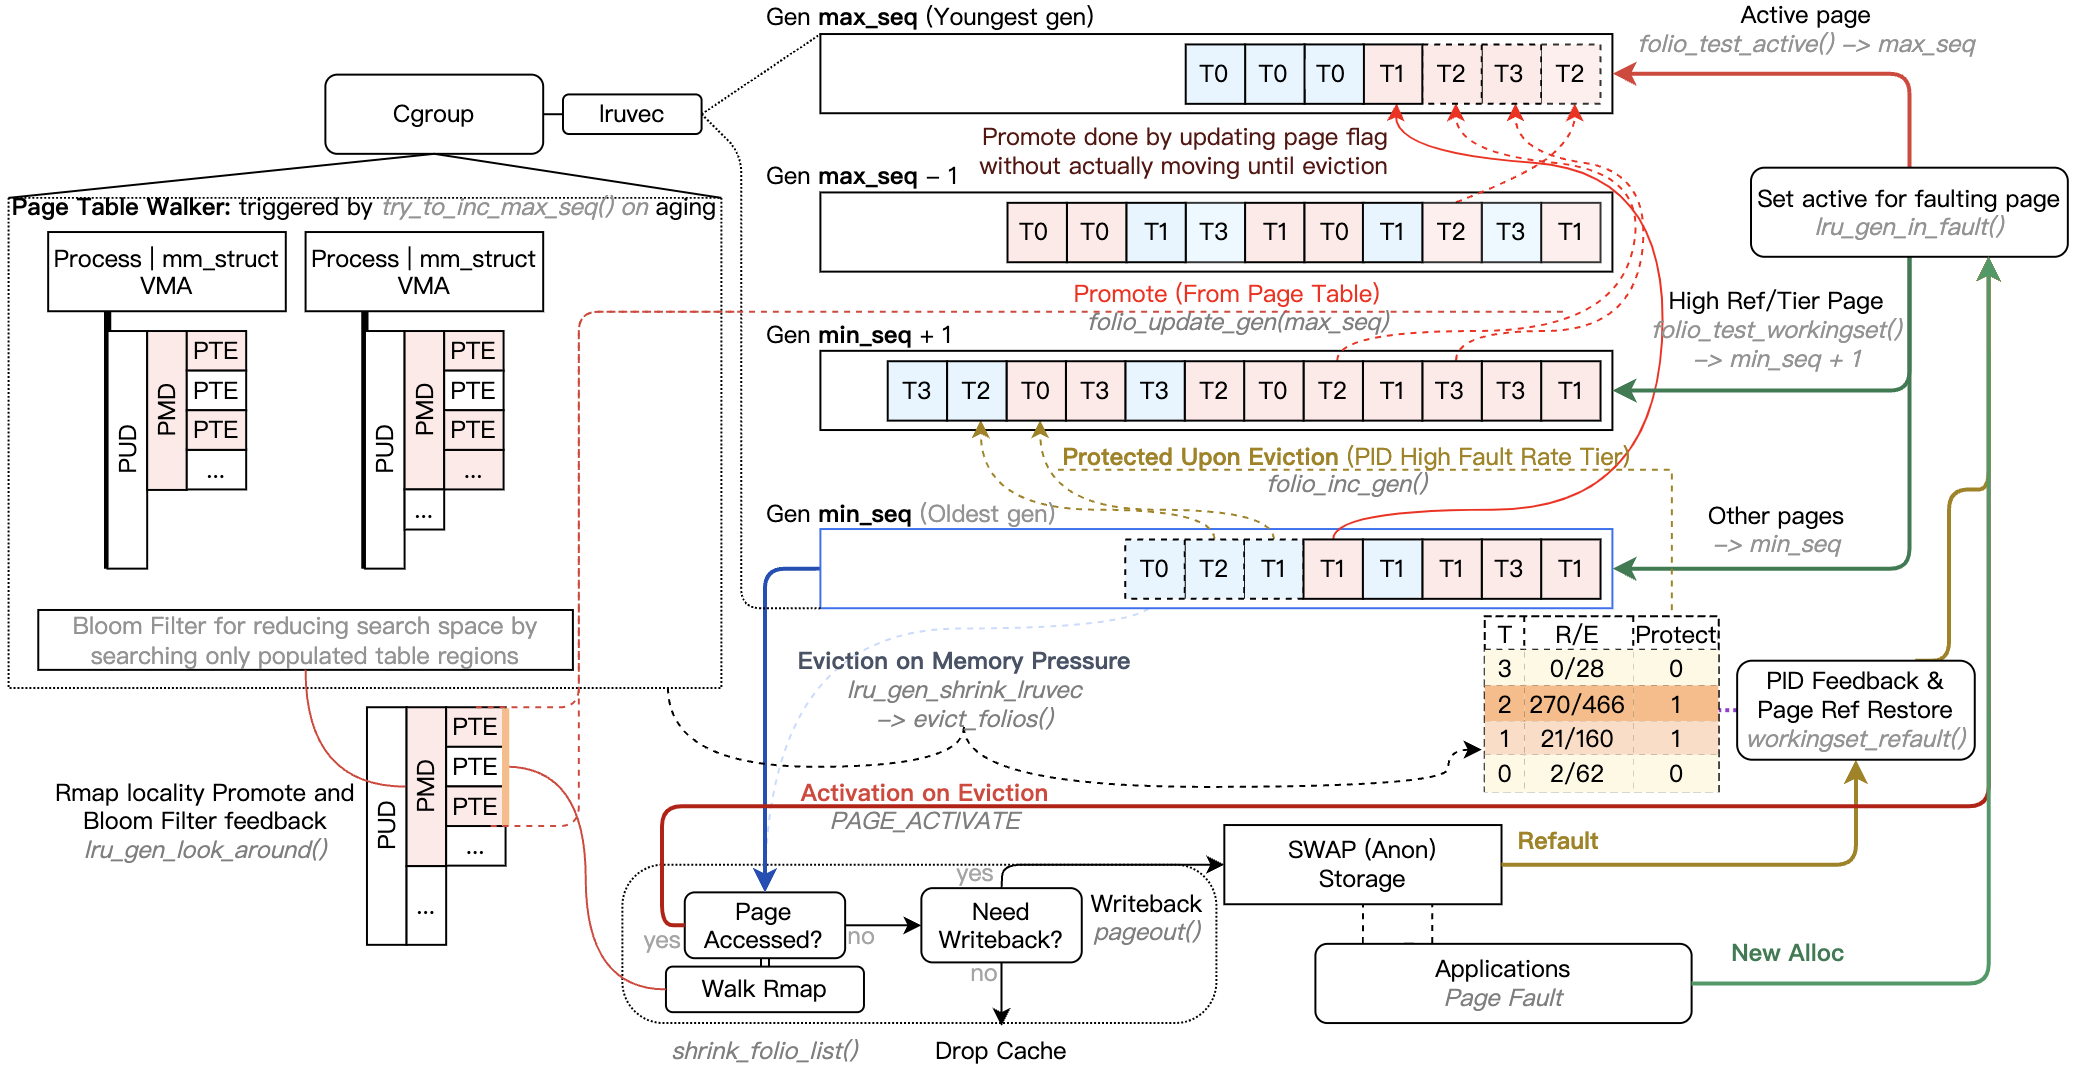 Gen max_seq (Youngest gen)
T0 T0 T0 T1 T2 T3 T2
Active page
folio_test_active() –> max_seq
Cgroup
lruvec
Promote done by updating page flag
without actually moving until eviction
Gen max_seq – 1
T0 T0 T1 T3 T1 T0 T1 T2 T3 T1
Set active for faulting page
lru_gen_in_fault()
Page Table Walker: triggered by try_to_inc_max_seq() on aging
Process | mm_struct
VMA
Process | mm_struct
VMA
PUD
PMD
PTE
PTE
PTE
...
PUD
PMD
PTE
PTE
PTE
...
...
Bloom Filter for reducing search space by
searching only populated table regions
Promote (From Page Table)
folio_update_gen(max_seq)
Gen min_seq + 1
T3 T2 T0 T3 T3 T2 T0 T2 T1 T3 T3 T1
High Ref/Tier Page
folio_test_workingset()
–> min_seq + 1
Protected Upon Eviction (PID High Fault Rate Tier)
folio_inc_gen()
Gen min_seq (Oldest gen)
T0 T2 T1 T1 T1 T1 T3 T1
Other pages
–> min_seq
T R/E Protect
3 0/28 0
2 270/466 1
1 21/160 1
0 2/62 0
PID Feedback &
Page Ref Restore
workingset_refault()
Eviction on Memory Pressure
lru_gen_shrink_lruvec
–> evict_folios()
Rmap locality Promote and
Bloom Filter feedback
lru_gen_look_around()
PUD
PMD
PTE
PTE
PTE
...
...
Activation on Eviction
PAGE_ACTIVATE
Page
Accessed?
yes
no
Walk Rmap
Need
Writeback?
yes
no
Writeback
pageout()
shrink_folio_list()
Drop Cache
SWAP (Anon)
Storage
Refault
Applications
Page Fault
New Alloc